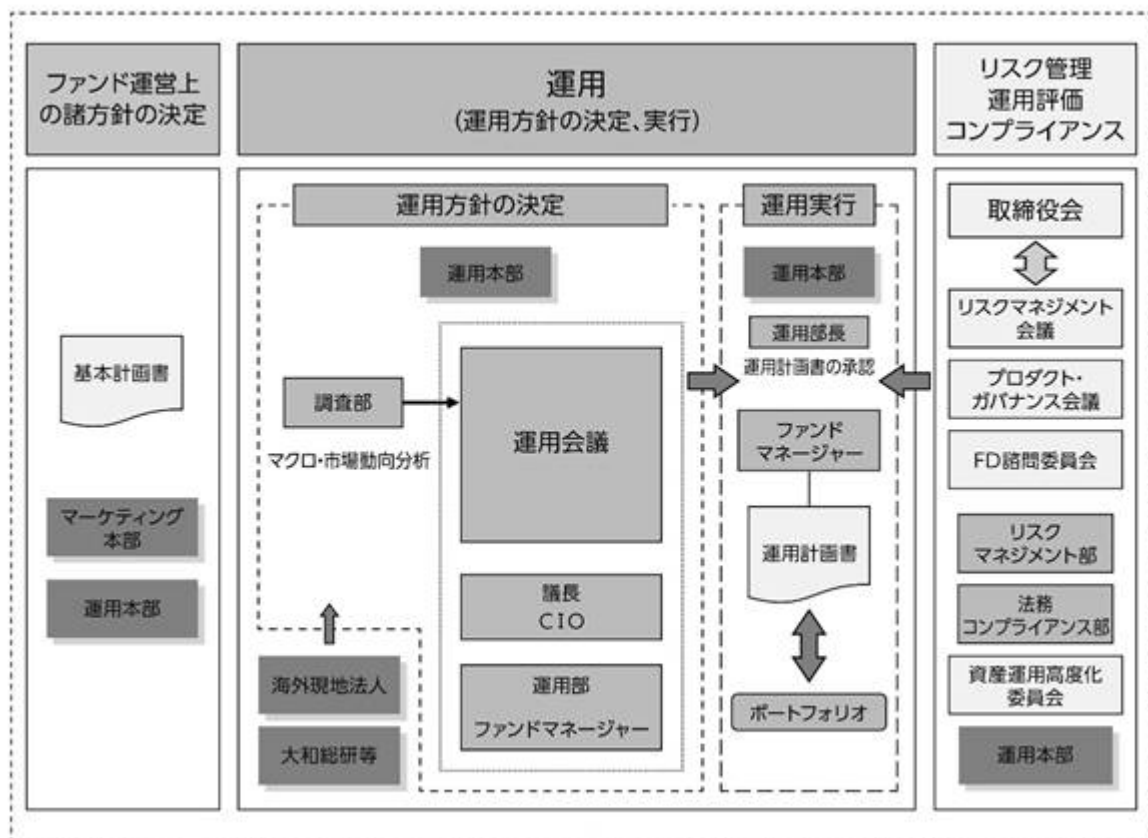 ファンド運営上
の諸方針の決定
運用
(運用方針の決定、実行)
リスク管理
運用評価
コンプライアンス
基本計画書
マーケティング
本部
運用本部
運用方針の決定
運用本部
調査部
マクロ・市場動向分析
運用会議
議長
CIO
運用部
ファンドマネージャー
海外現地法人
大和総研等
運用実行
運用本部
運用部長
運用計画書の承認
ファンド
マネージャー
運用計画書
ポートフォリオ
取締役会
リスクマネジメント
会議
プロダクト・
ガバナンス会議
FD諮問委員会
リスク
マネジメント部
法務
コンプライアンス部
資産運用高度化
委員会
運用本部